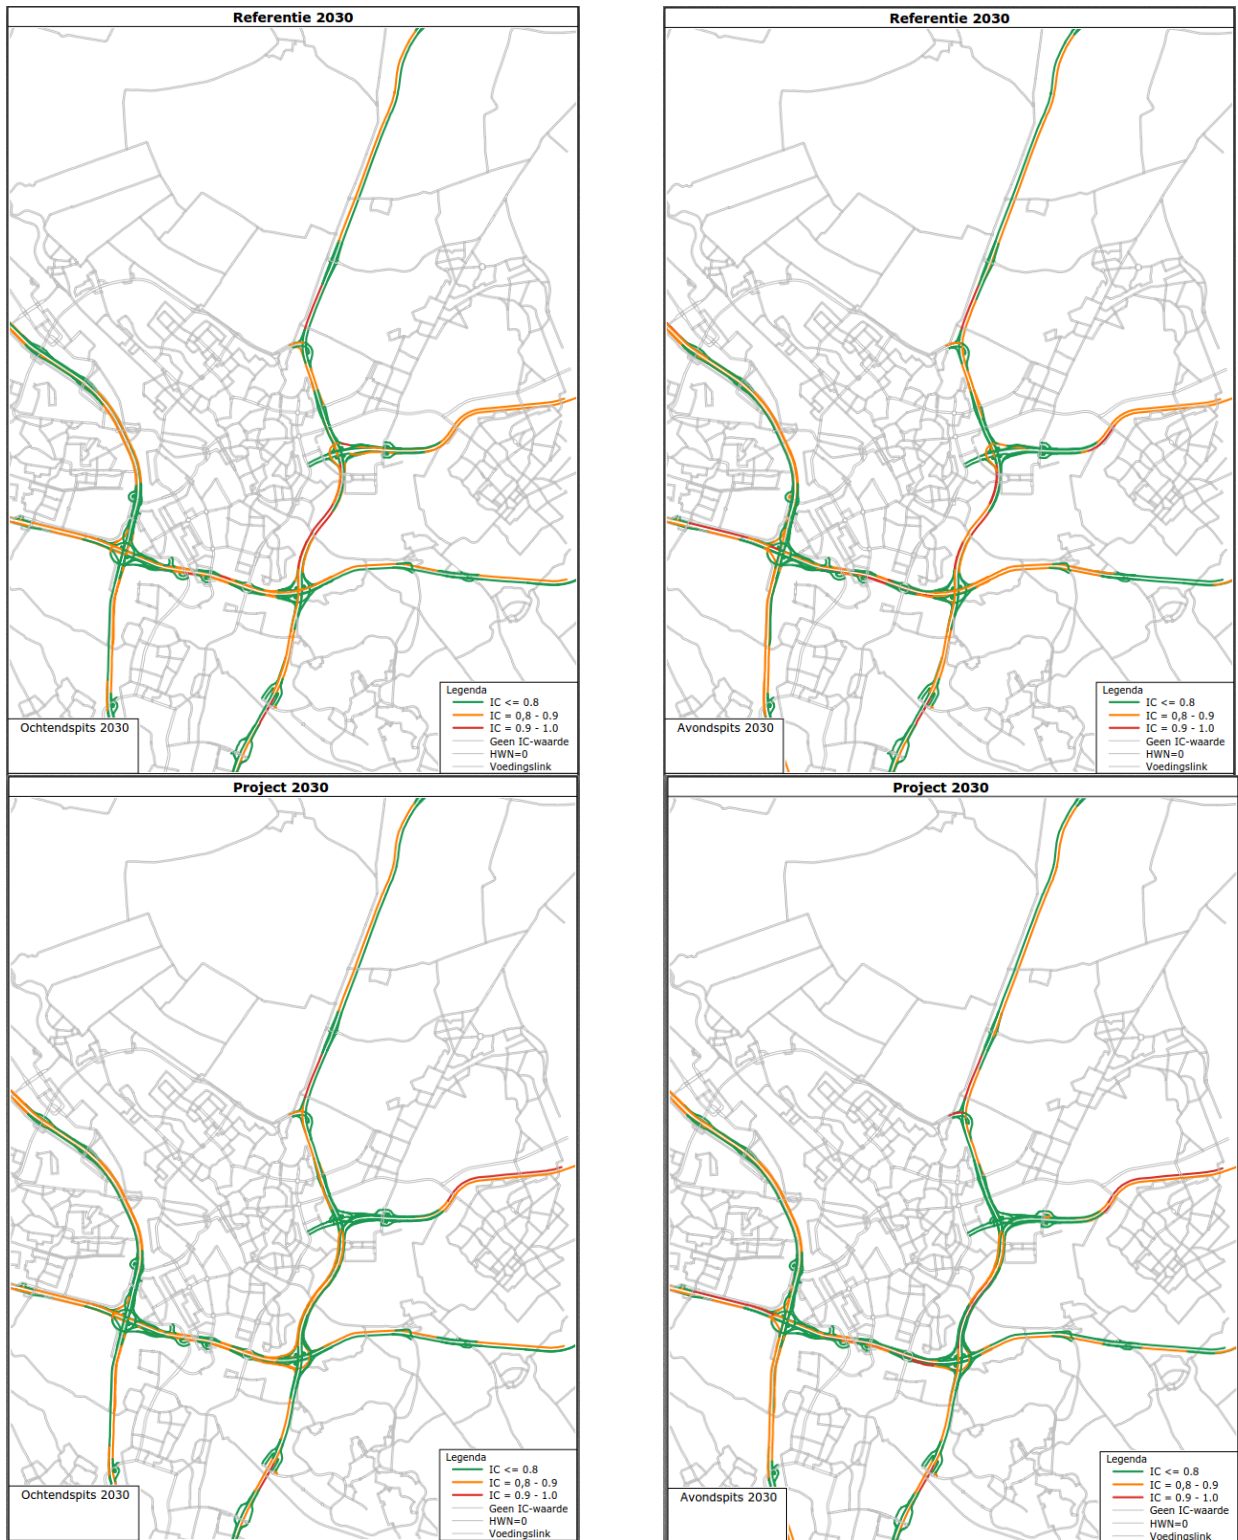 Referentie 2030
Legenda
IC <= 0.8
IC = 0,8 - 0.9
IC = 0.9 - 1.0
Geen IC-waarde
HWN=0
Voedingslink
Ochtendspits 2030
Referentie 2030
Legenda
IC <= 0.8
IC = 0,8 - 0.9
IC = 0.9 - 1.0
Geen IC-waarde
HWN=0
Voedingslink
Avondspits 2030
Project 2030
Legenda
IC <= 0.8
IC = 0,8 - 0.9
IC = 0.9 - 1.0
Geen IC-waarde
HWN=0
Voedingslink
Ochtendspits 2030
Project 2030
Legenda
IC <= 0.8
IC = 0,8 - 0.9
IC = 0.9 - 1.0
Geen IC-waarde
HWN=0
Voedingslink
Avondspits 2030